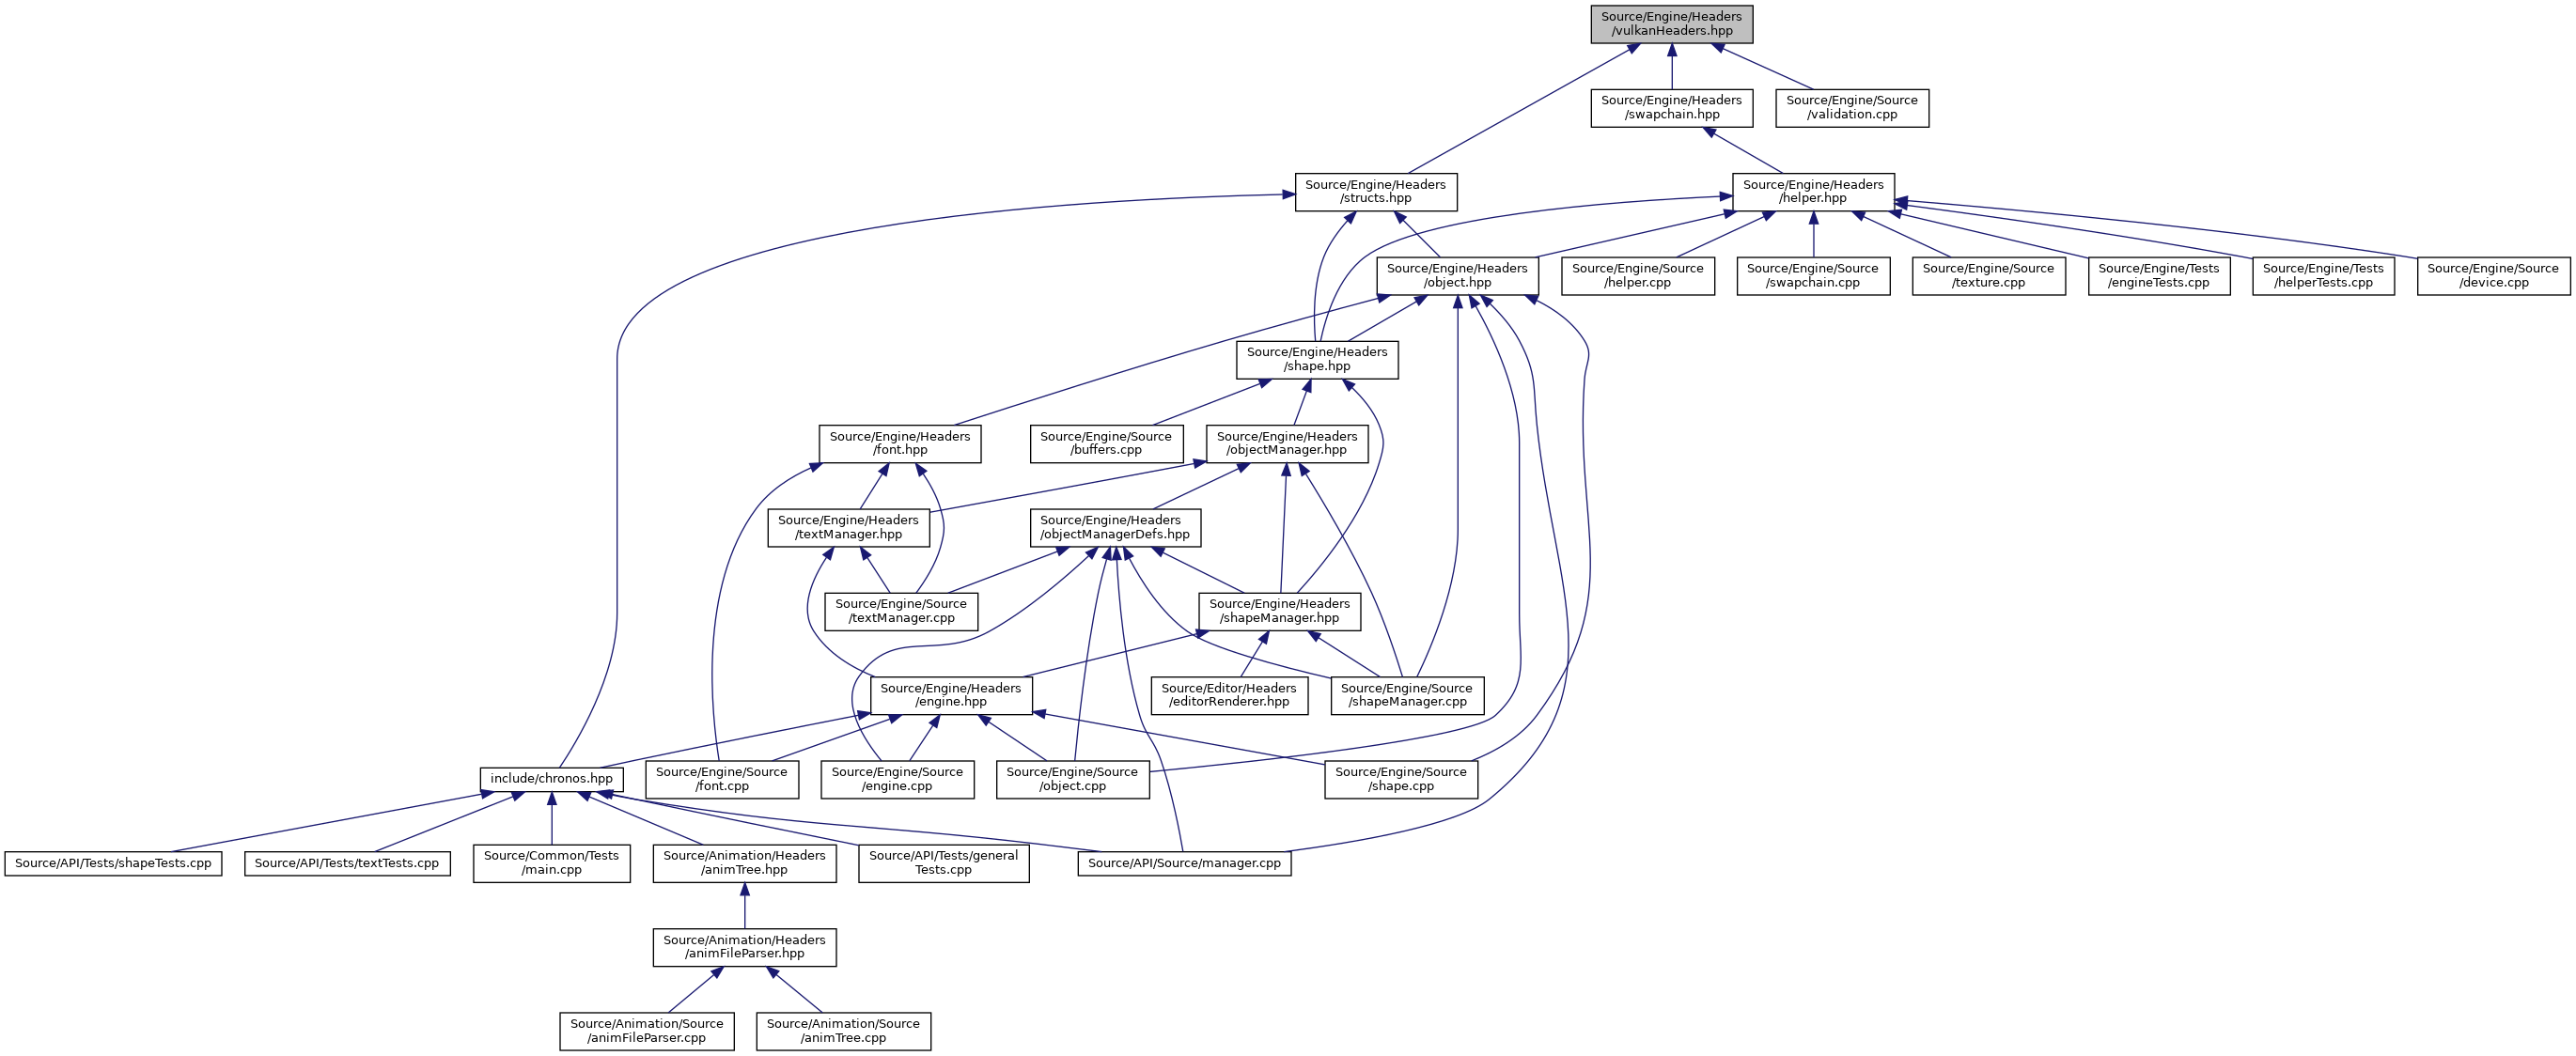 Source/Engine/Headers
/vulkanHeaders.hpp
Source/Engine/Headers
/swapchain.hpp
Source/Engine/Source
/validation.cpp
Source/Engine/Headers
/structs.hpp
Source/Engine/Headers
/helper.hpp
Source/Engine/Headers
/object.hpp
Source/Engine/Source
/helper.cpp
Source/Engine/Source
/swapchain.cpp
Source/Engine/Source
/texture.cpp
Source/Engine/Tests
/engineTests.cpp
Source/Engine/Tests
/helperTests.cpp
Source/Engine/Source
/device.cpp
Source/Engine/Headers
/shape.hpp
Source/Engine/Headers
/font.hpp
Source/Engine/Source
/buffers.cpp
Source/Engine/Headers
/objectManager.hpp
Source/Engine/Headers
/textManager.hpp
Source/Engine/Headers
/objectManagerDefs.hpp
Source/Engine/Source
/textManager.cpp
Source/Engine/Headers
/shapeManager.hpp
Source/Engine/Headers
/engine.hpp
Source/Editor/Headers
/editorRenderer.hpp
Source/Engine/Source
/shapeManager.cpp
include/chronos.hpp
Source/Engine/Source
/font.cpp
Source/Engine/Source
/engine.cpp
Source/Engine/Source
/object.cpp
Source/Engine/Source
/shape.cpp
Source/API/Tests/shapeTests.cpp
Source/API/Tests/textTests.cpp
Source/Common/Tests
/main.cpp
Source/Animation/Headers
/animTree.hpp
Source/API/Tests/general
Tests.cpp
Source/API/Source/manager.cpp
Source/Animation/Headers
/animFileParser.hpp
Source/Animation/Source
/animFileParser.cpp
Source/Animation/Source
/animTree.cpp